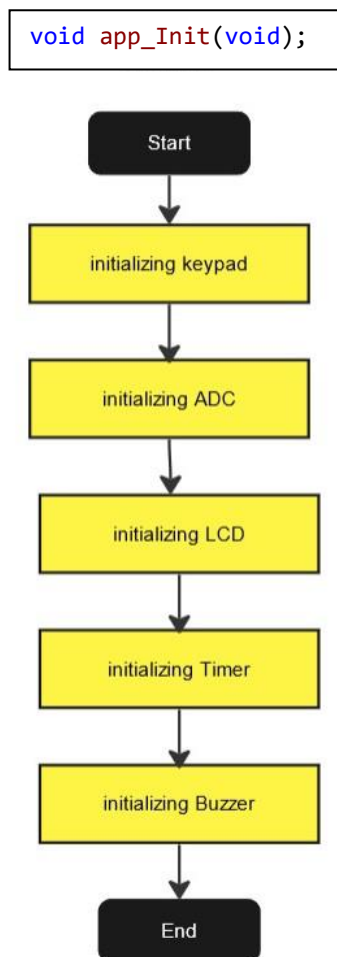 void app_Init(void);
Start
initializing keypad
initializing ADC
initializing LCD
initializing Timer
initializing Buzzer
End